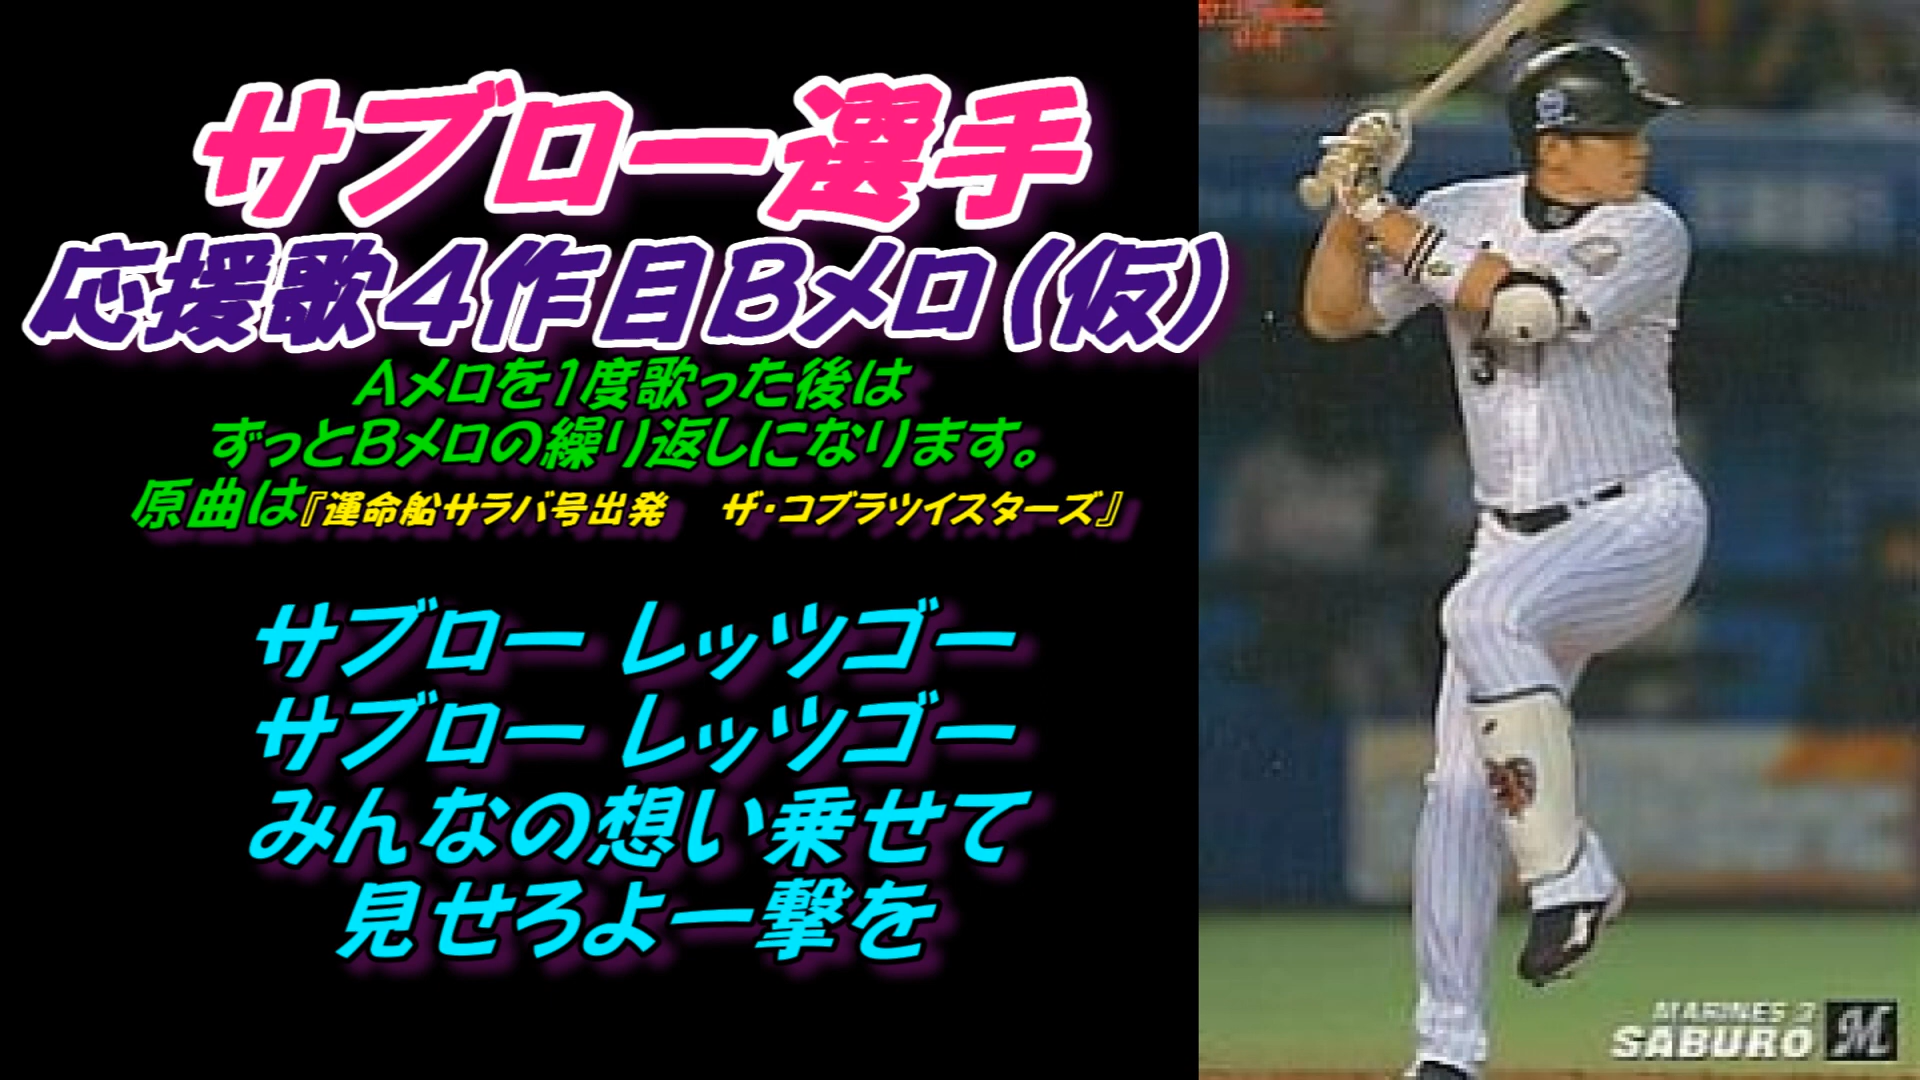 サブロー選手
応援歌4作目Bメロ(仮)
Aメロを1度歌った後は
ずっとBメロの繰り返しになります。
原曲は『運命船サラバ号出発 ザ・コブラツイスターズ』
サブロー レッツゴー
サブロー レッツゴー
みんなの想い乗せて
見せろよ一撃を
3
MARINES 3
SABURO
M